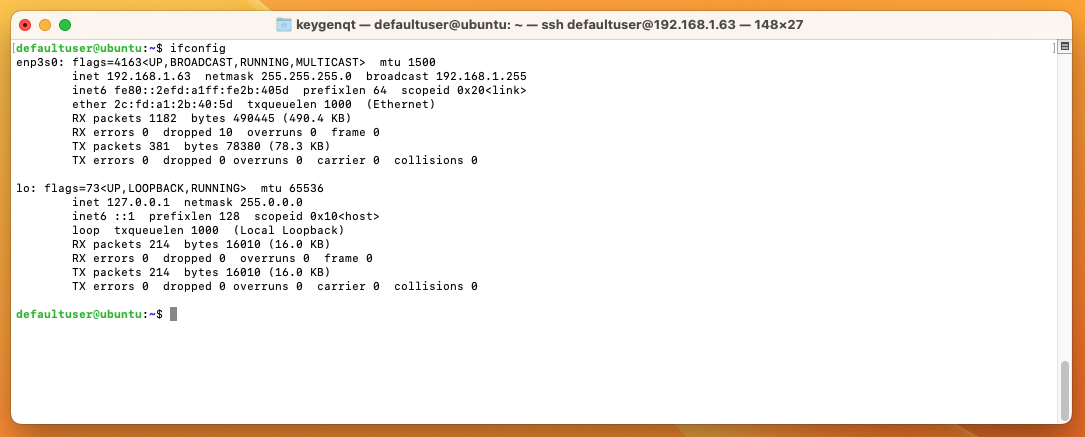 keygenqt — defaultuser@ubuntu: ~ — ssh defaultuser@192.168.1.63 — 148×27
[defaultuser@ubuntu:~$ ifconfig ]
enp3s0: flags=4163<UP,BROADCAST,RUNNING,MULTICAST>  mtu 1500
        inet 192.168.1.63  netmask 255.255.255.0  broadcast 192.168.1.255
        inet6 fe80::2efd:a1ff:fe2b:405d  prefixlen 64  scopeid 0x20<link>
        ether 2c:fd:a1:2b:40:5d  txqueuelen 1000  (Ethernet)
        RX packets 1182  bytes 490445 (490.4 KB)
        RX errors 0  dropped 10  overruns 0  frame 0
        TX packets 381  bytes 78380 (78.3 KB)
        TX errors 0  dropped 0 overruns 0  carrier 0  collisions 0
lo: flags=73<UP,LOOPBACK,RUNNING>  mtu 65536
        inet 127.0.0.1  netmask 255.0.0.0
        inet6 ::1  prefixlen 128  scopeid 0x10<host>
        loop  txqueuelen 1000  (Local Loopback)
        RX packets 214  bytes 16010 (16.0 KB)
        RX errors 0  dropped 0  overruns 0  frame 0
        TX packets 214  bytes 16010 (16.0 KB)
        TX errors 0  dropped 0 overruns 0  carrier 0  collisions 0
defaultuser@ubuntu:~$